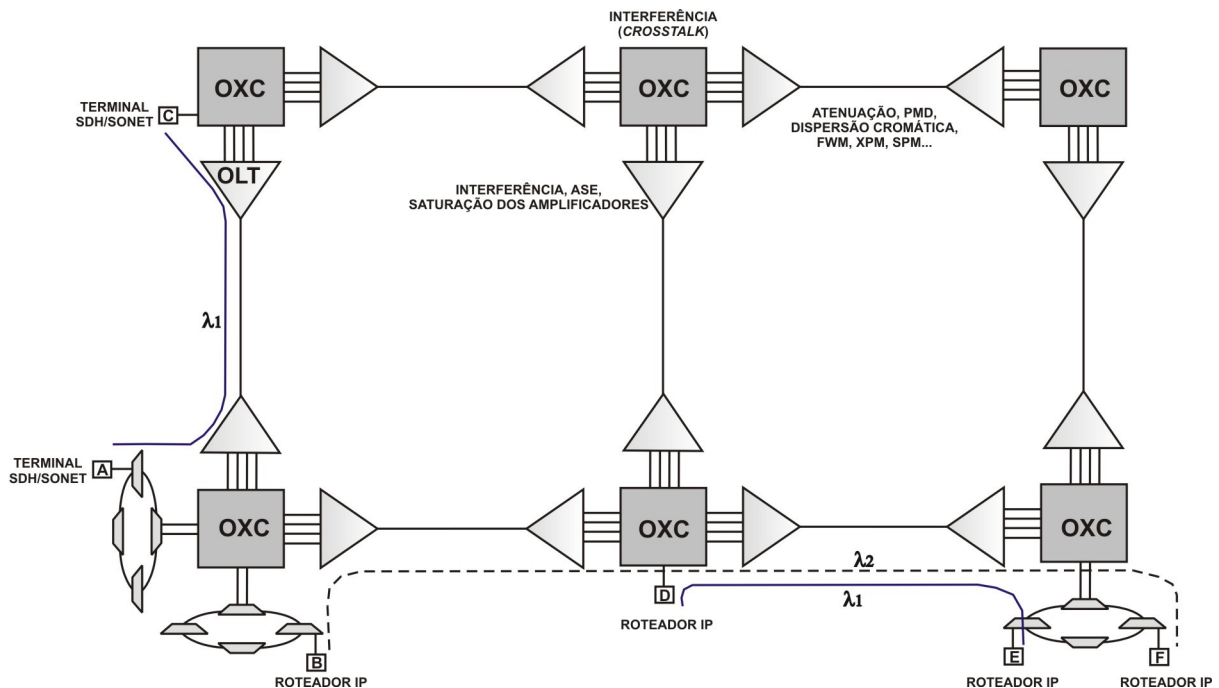 INTERFERÊNCIA
(CROSSTALK)
OXC
OXC
OXC
TERMINAL
SDH/SONET
C
ATENUAÇÃO, PMD,
DISPERSÃO CROMÁTICA,
FWM, XPM, SPM...
OLT
INTERFERÊNCIA, ASE,
SATURAÇÃO DOS AMPLIFICADORES
λ1
TERMINAL
SDH/SONET
A
OXC
OXC
OXC
λ2
D
λ1
ROTEADOR IP
B
E
F
ROTEADOR IP
ROTEADOR IP
ROTEADOR IP